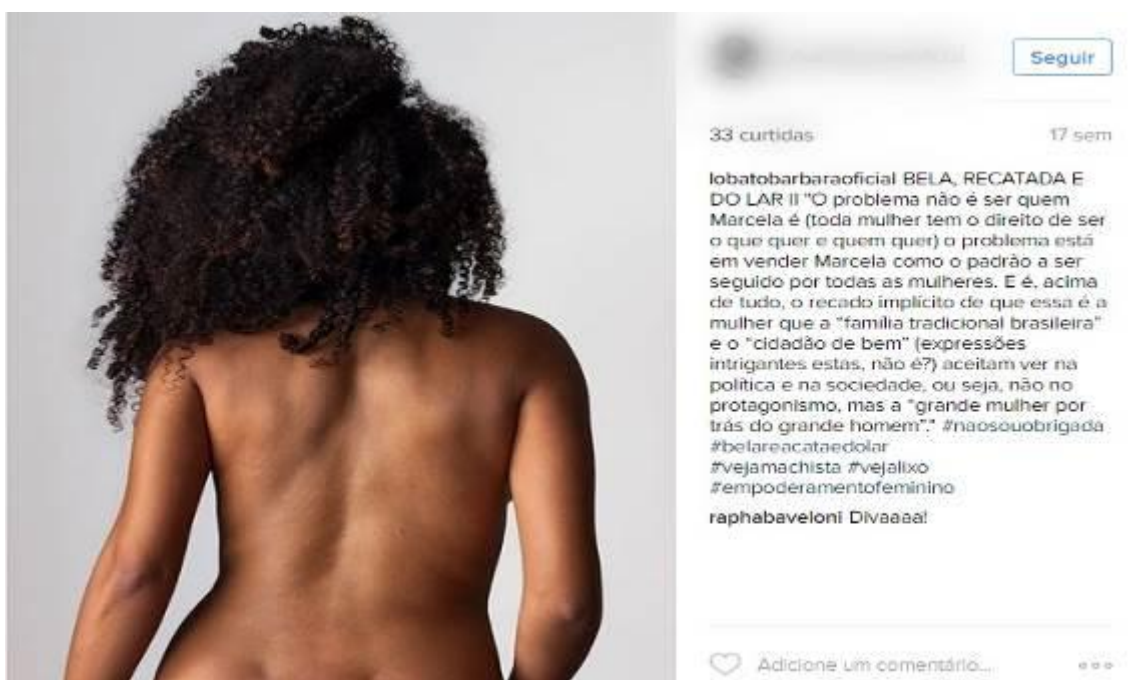 Seguir
33 curtidas 17 sem
lobatobarbaraoficial BELA, RECATADA E
DO LAR II "O problema não é ser quem
Marcela é (toda mulher tem o direito de ser
o que quer e quem quer) o problema está
em vender Marcela como o padrão a ser
seguido por todas as mulheres. E é, acima
de tudo, o recado implícito de que essa é a
mulher que a "família tradicional brasileira"
e o "cidadão de bem" (expressões
intrigantes estas, não é?) aceitam ver na
política e na sociedade, ou seja, não no
protagonismo, mas a "grande mulher por
trás do grande homem"." #naosouobrigada
#belareacataedolar
#vejamachista #vejalixo
#empoderamentofeminino
raphabaveloni Divaaaa!
Adicione um comentário...